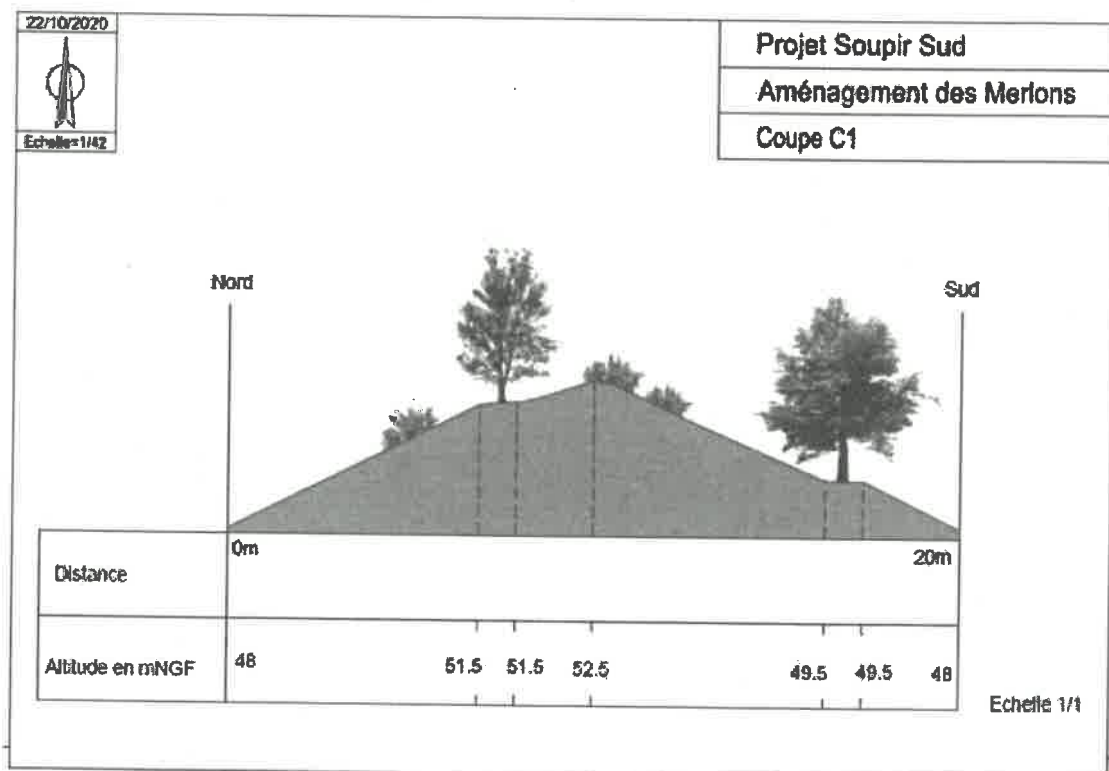 22/10/2020
Echelle=1/42
Projet Soupir Sud
Aménagement des Merlons
Coupe C1
Nord
Sud
Distance
0m
20m
Altitude en mNGF
48
51.5
51.5
52.5
49.5
49.5
48
Echelle 1/1